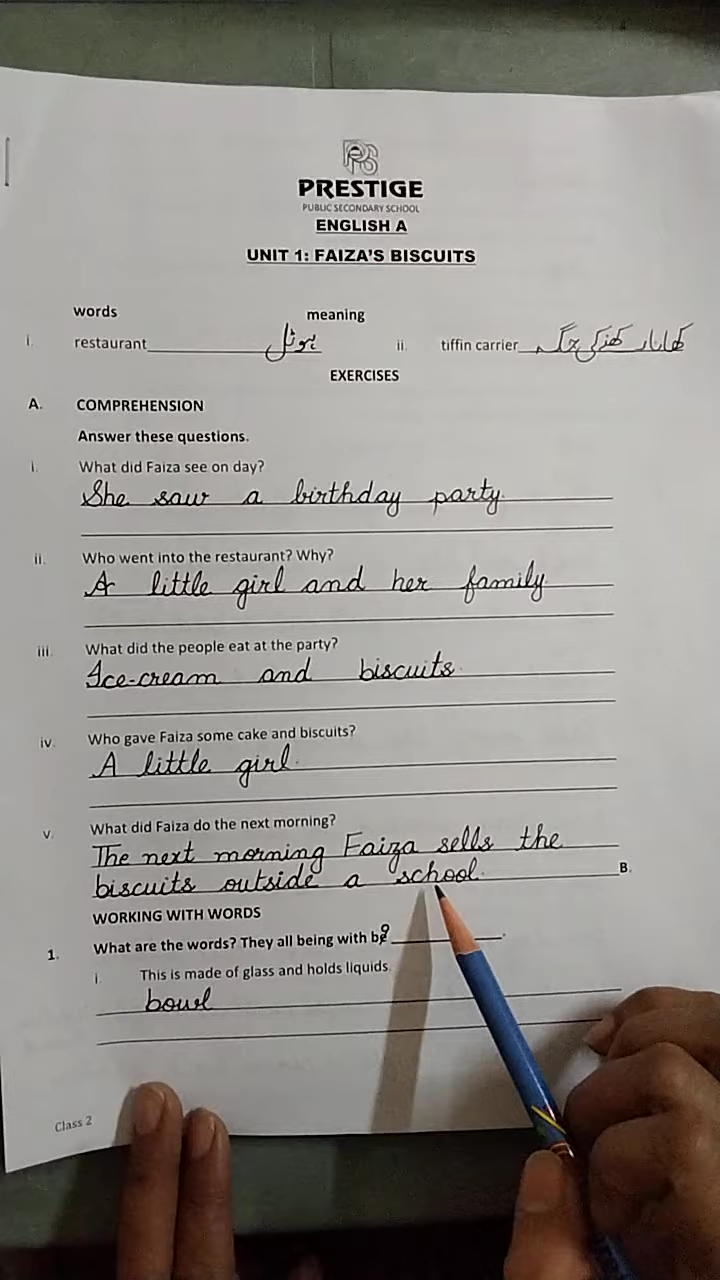 PRESTIGE
PUBLIC SECONDARY SCHOOL
ENGLISH A
UNIT 1: FAIZA'S BISCUITS
words meaning
i. restaurant ہوٹل ii. tiffin carrier
EXERCISES
A. COMPREHENSION
Answer these questions.
i. What did Faiza see on day?
She saw a birthday party.
ii. Who went into the restaurant? Why?
A little girl and her family.
iii. What did the people eat at the party?
Ice-cream and biscuits.
iv. Who gave Faiza some cake and biscuits?
A little girl.
v. What did Faiza do the next morning?
The next morning Faiza sells the
biscuits outside a school. B.
WORKING WITH WORDS
1. What are the words? They all being with
i. This is made of glass and holds liquids.
bowl
Class 2